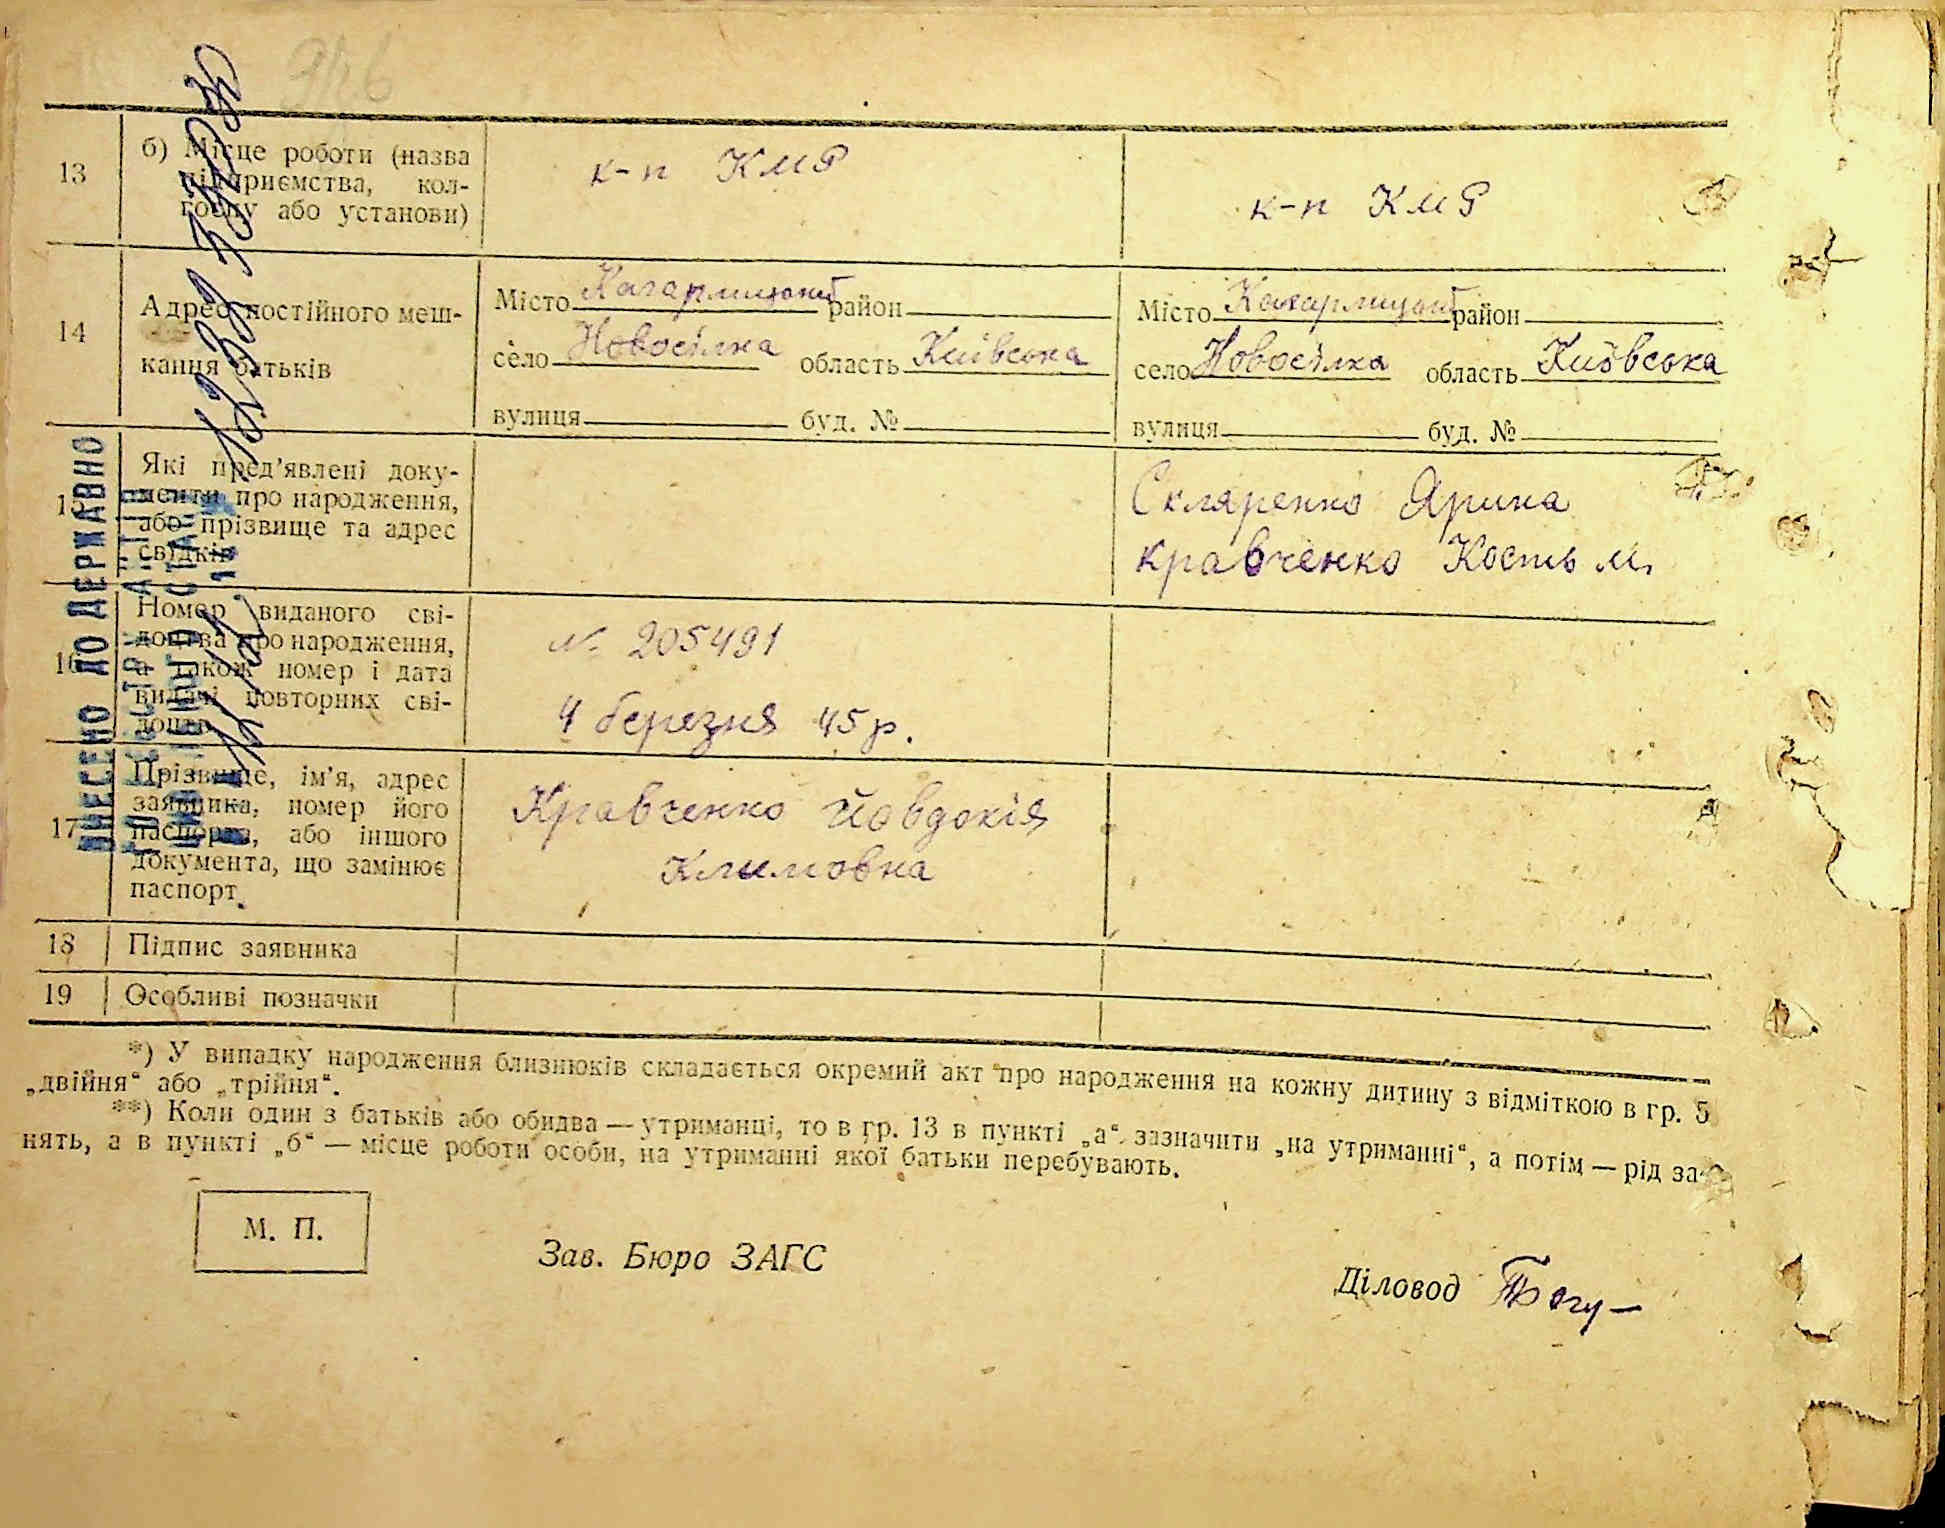 13
б) Місце роботи (назва
підприємства, кол-
госпу або установи)
к-п КМР
к-п КМР
14
Адрес постійного меш-
кання батьків
Місто Кагарлицький район
село Новосілка область Київська
вулиця буд. №
Місто Кагарлицький район
село Новосілка область Київська
вулиця буд. №
15
Які пред’явлені доку-
менти про народження,
або прізвище та адрес
свідків
Скляренко Ярина
Кравченко Кость М.
16
Номер виданого сві-
доцтва про народження,
а також номер і дата
видачі повторних сві-
доцтв
№ 205491
4 березня 45 р.
17
Прізвище, ім’я, адрес
заявника, номер його
паспорта, або іншого
документа, що замінює
паспорт.
Кравченко Йовдокія
Климовна
18
Підпис заявника
19
Особливі позначки
*) У випадку народження близнюків складається окремий акт про народження на кожну дитину з відміткою в гр. 5
„двійня“ або „трійня“.
**) Коли один з батьків або обидва — утриманці, то в гр. 13 в пункті „а“ зазначити „на утриманні“, а потім — рід за-
нять, а в пункті „б“ — місце роботи особи, на утриманні якої батьки перебувають.
М. П.
Зав. Бюро ЗАГС
Діловод
ВНЕСЕНО ДО ДЕРЖАВНО